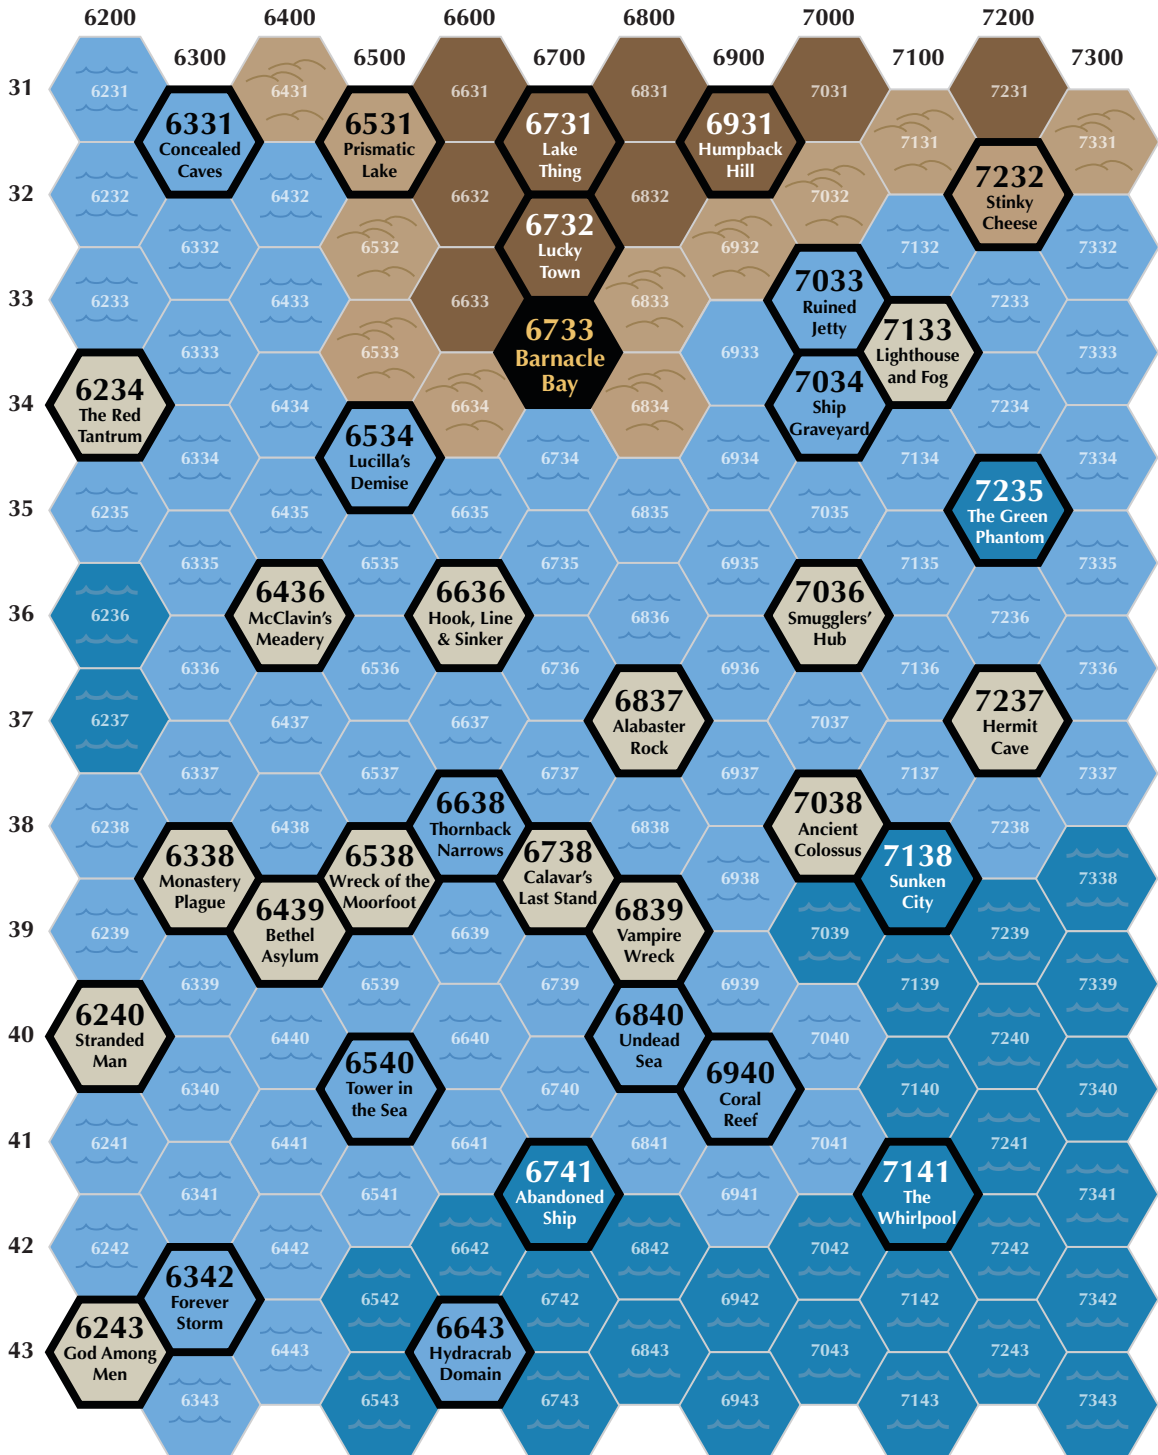 6200 6400 6600 6800 7000 7200
6300 6500 6700 6900 7100 7300
31
6231 6431 6631 6831 7031 7231
6331
Concealed
Caves
6531
Prismatic
Lake
6731
Lake
Thing
6931
Humpback
Hill
7131 7331
32
6232 6432 6632 6832 7032
7232
Stinky
Cheese
6332 6532
6732
Lucky
Town
6932 7132 7332
33
6233 6433 6633 6833
7033
Ruined
Jetty
7233
6333 6533
6733
Barnacle
Bay
6933
7133
Lighthouse
and Fog
7333
34
6234
The Red
Tantrum
6434 6634 6834
7034
Ship
Graveyard
7234
6334
6534
Lucilla's
Demise
6734 6934 7134 7334
35
6235 6435 6635 6835 7035
7235
The Green
Phantom
6335 6535 6735 6935 7135 7335
36
6236
6436
McClavin's
Meadery
6636
Hook, Line
& Sinker
6836
7036
Smugglers'
Hub
7236
6336 6536 6736 6936 7136 7336
37
6237 6437 6637
6837
Alabaster
Rock
7037
7237
Hermit
Cave
6337 6537 6737 6937 7137 7337
38
6238 6438
6638
Thornback
Narrows
6838
7038
Ancient
Colossus
7238
6338
Monastery
Plague
6538
Wreck of the
Moorfoot
6738
Calavar's
Last Stand
6938
7138
Sunken
City
7338
39
6239
6439
Bethel
Asylum
6639
6839
Vampire
Wreck
7039 7239
6339 6539 6739 6939 7139 7339
40
6240
Stranded
Man
6440 6640
6840
Undead
Sea
7040 7240
6340
6540
Tower in
the Sea
6740
6940
Coral
Reef
7140 7340
41
6241 6441 6641 6841 7041 7241
6341 6541
6741
Abandoned
Ship
6941
7141
The
Whirlpool
7341
42
6242 6442 6642 6842 7042 7242
6342
Forever
Storm
6542 6742 6942 7142 7342
43
6243
God Among
Men
6443
6643
Hydracrab
Domain
6843 7043 7243
6343 6543 6743 6943 7143 7343